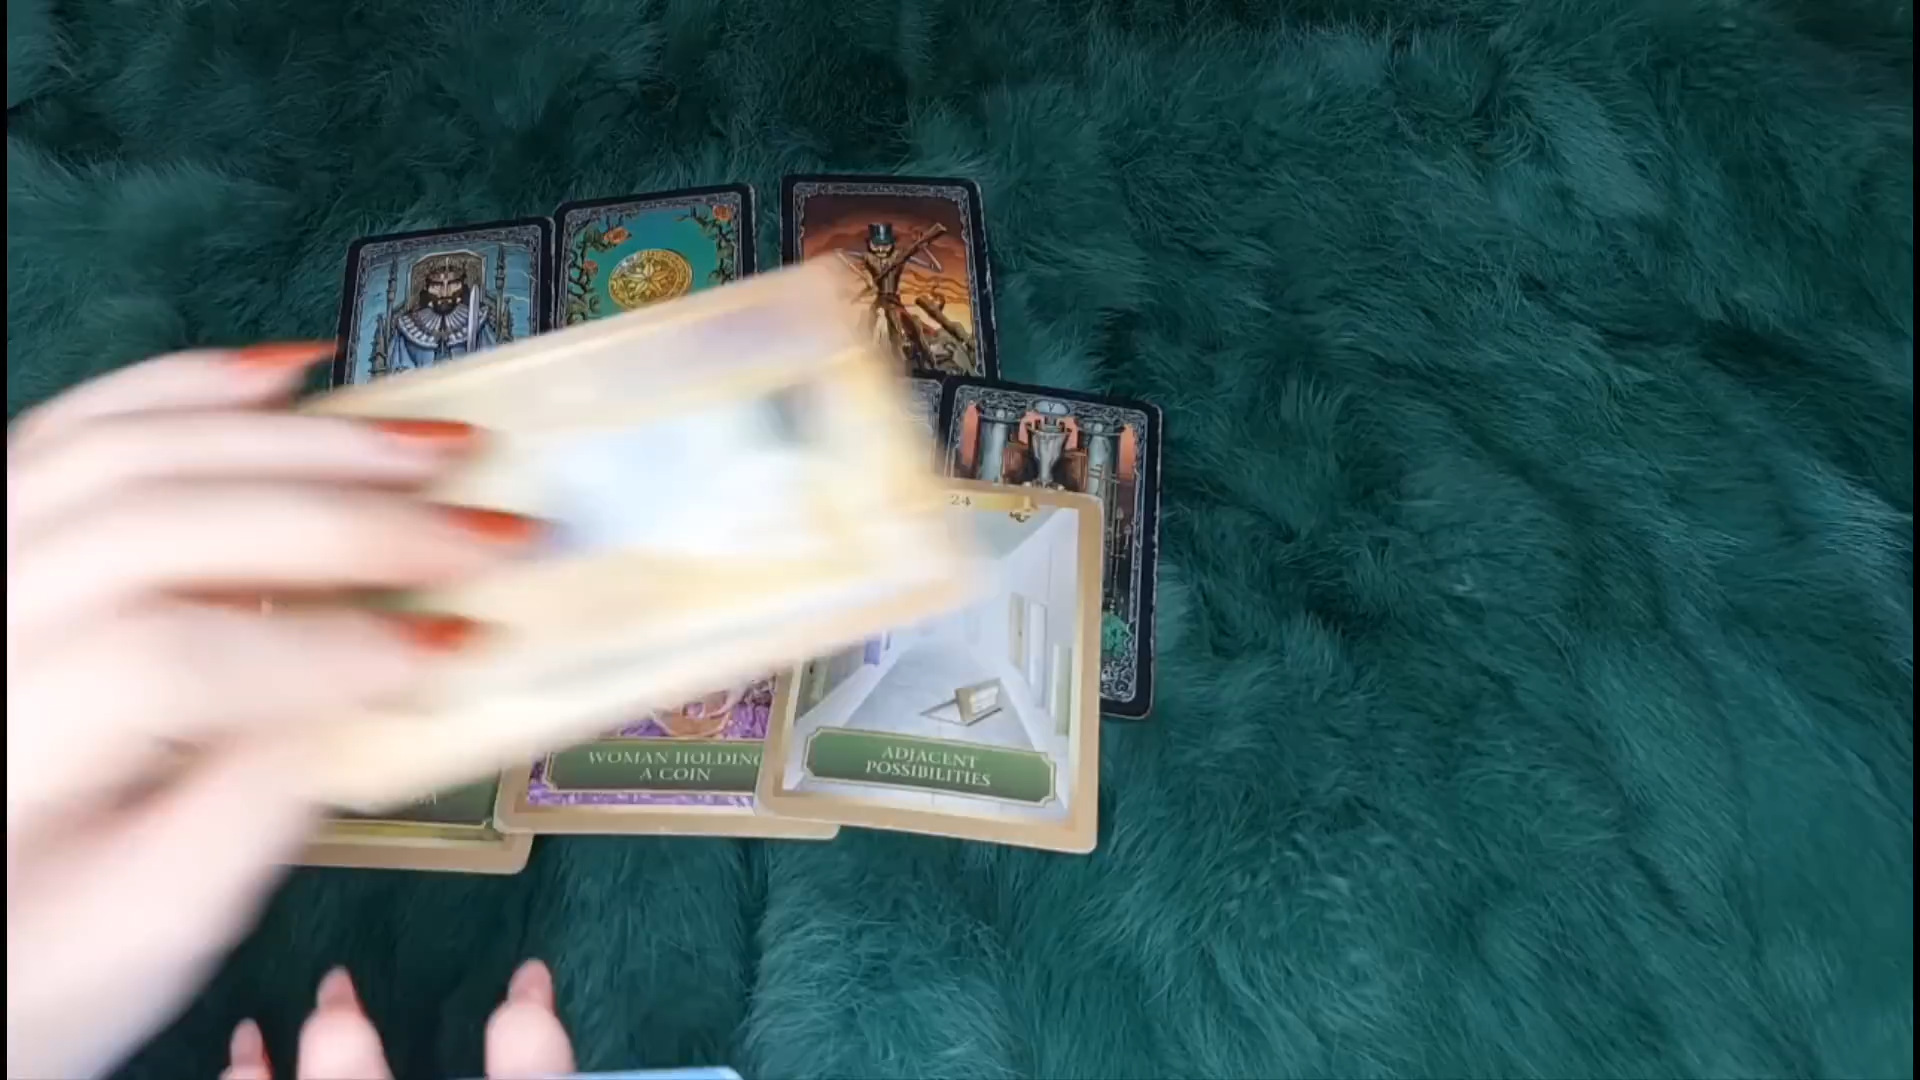 V
24
WOMAN HOLDING
A COIN
ADJACENT
POSSIBILITIES